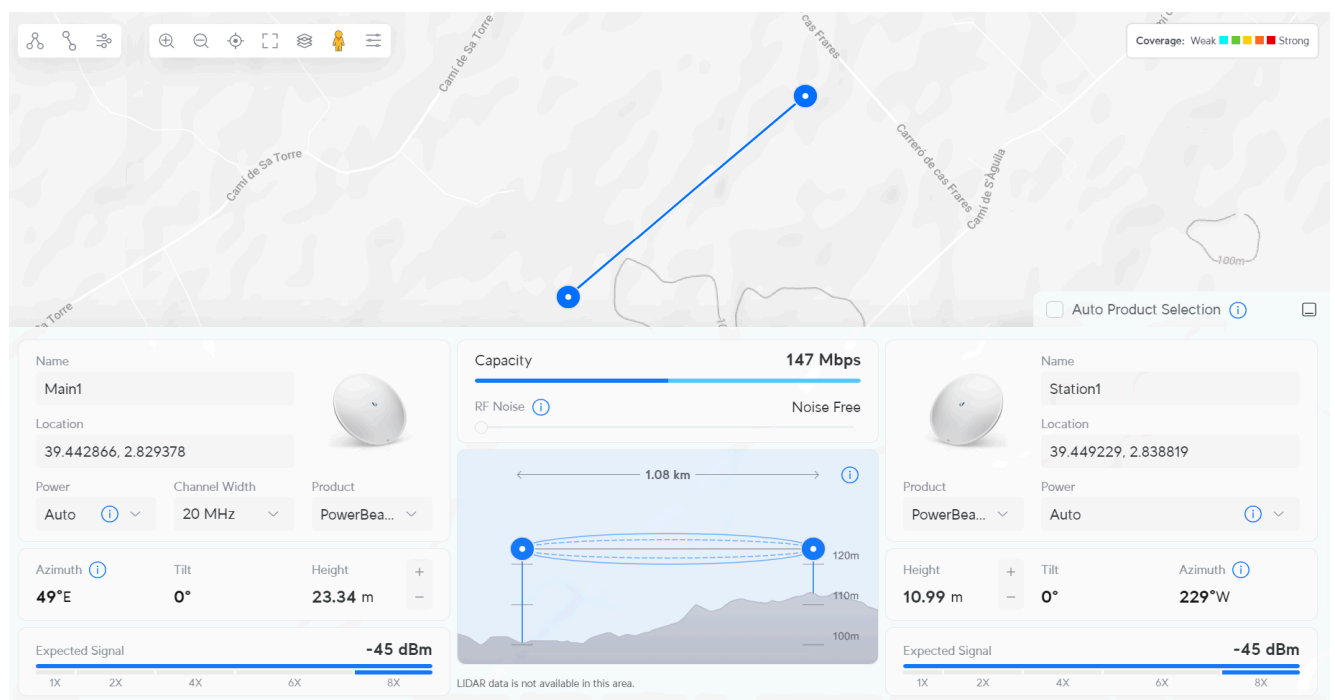 Camí de Sa Torre
cas Frares
Coverage: Weak Strong
Camí de Sa Torre
Carreró de cas Frares
Camí de S'Àguila
100m
a Torre
Auto Product Selection
Name
Main1
Location
39.442866, 2.829378
Power Channel Width Product
Auto 20 MHz PowerBea...
Azimuth Tilt Height
49°E 0° 23.34 m
+
−
Expected Signal -45 dBm
1X 2X 4X 6X 8X
Capacity 147 Mbps
RF Noise Noise Free
1.08 km
120m
110m
100m
LIDAR data is not available in this area.
Name
Station1
Location
39.449229, 2.838819
Product Power
PowerBea... Auto
Height Tilt Azimuth
10.99 m 0° 229°W
+
−
Expected Signal -45 dBm
1X 2X 4X 6X 8X